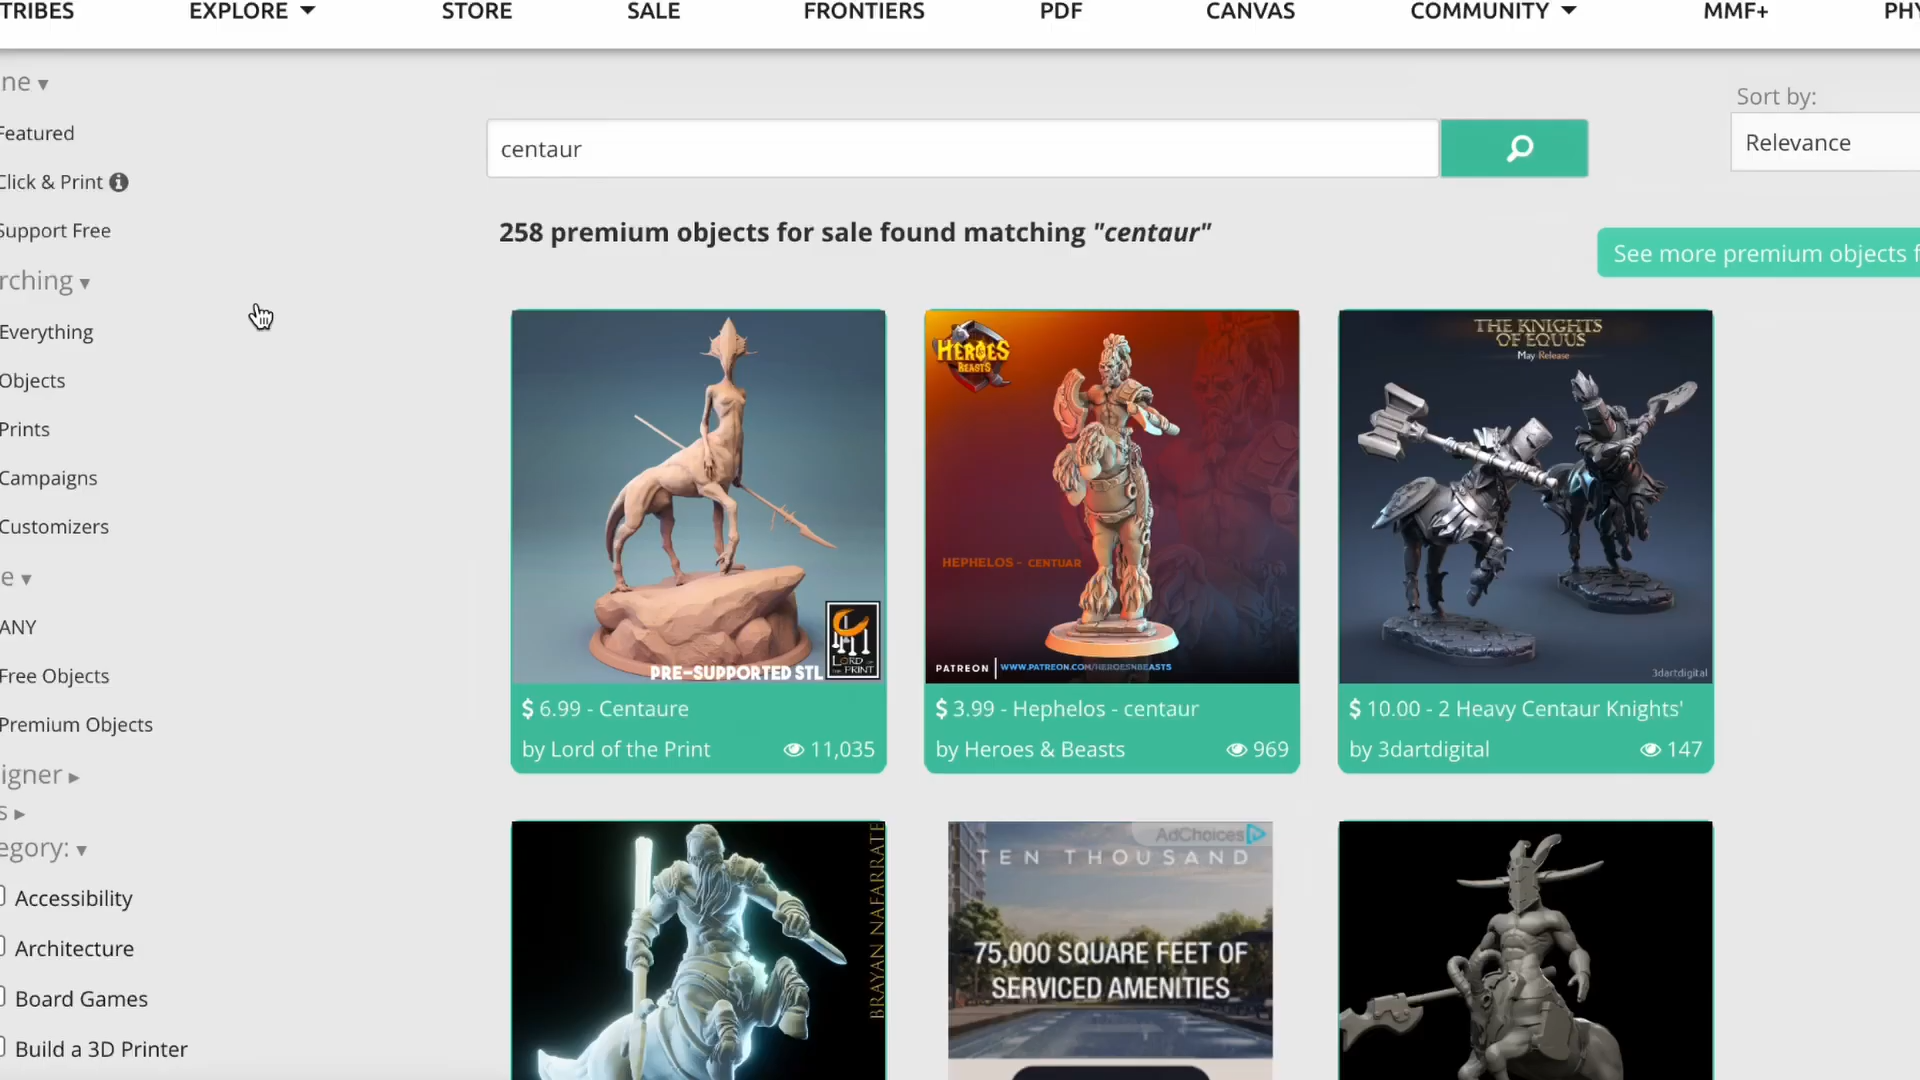 TRIBES
EXPLORE
STORE
SALE
FRONTIERS
PDF
CANVAS
COMMUNITY
MMF+
PHY
ne
Featured
Click & Print
Support Free
rching
Everything
Objects
Prints
Campaigns
Customizers
e
ANY
Free Objects
Premium Objects
igner
s
egory:
Accessibility
Architecture
Board Games
Build a 3D Printer
centaur
Sort by:
Relevance
258 premium objects for sale found matching "centaur"
See more premium objects f
PRE-SUPPORTED STL
LORD OF THE PRINT
$ 6.99 - Centaure
by Lord of the Print 11,035
HEROES
BEASTS
HEPHELOS - CENTUAR
PATREON | WWW.PATREON.COM/HEROESNBEASTS
$ 3.99 - Hephelos - centaur
by Heroes & Beasts 969
THE KNIGHTS
OF EQUUS
May Release
3dartdigital
$ 10.00 - 2 Heavy Centaur Knights'
by 3dartdigital 147
BRAYAN NAFARRATE
AdChoices
TEN THOUSAND
75,000 SQUARE FEET OF
SERVICED AMENITIES